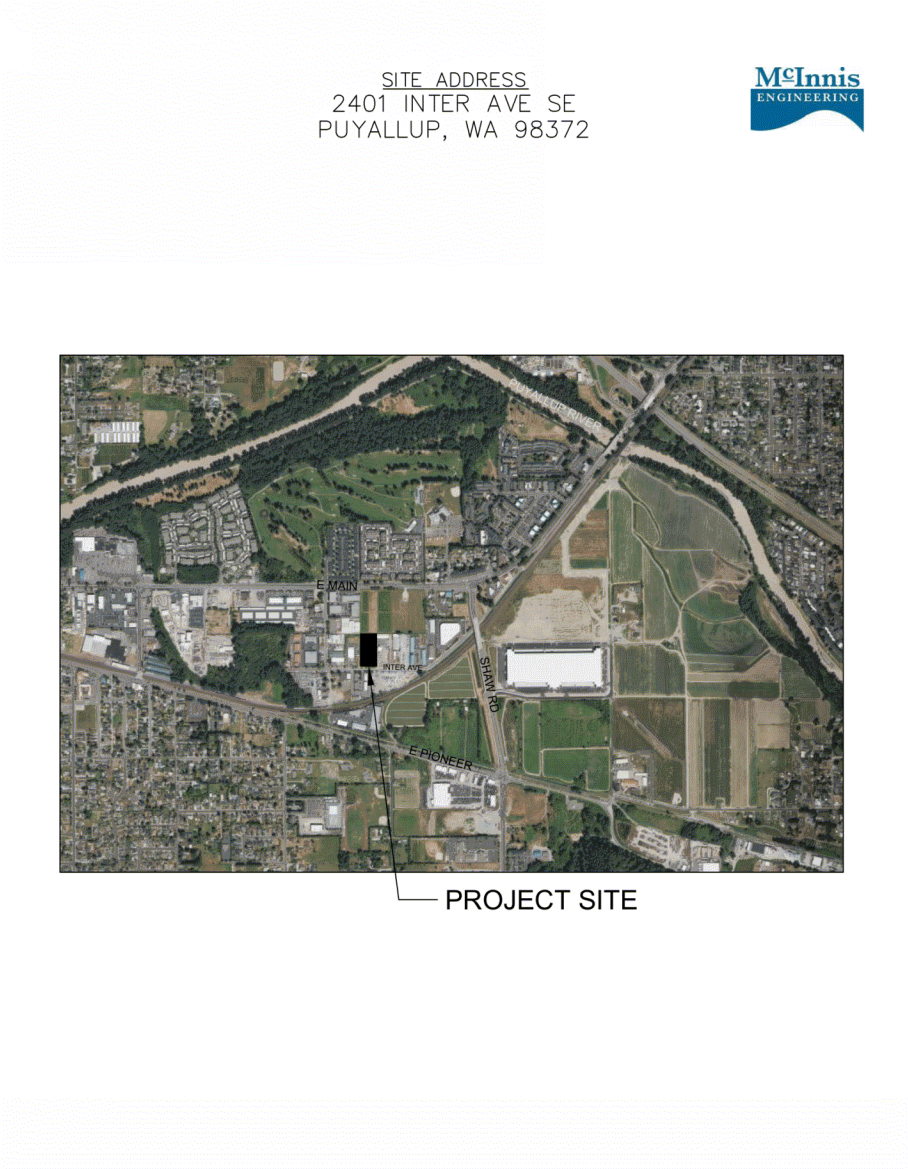 SITE ADDRESS
2401 INTER AVE SE
PUYALLUP, WA 98372
McInnis
ENGINEERING
PUYALLUP RIVER
E MAIN
INTER AVE
SHAW RD
E PIONEER
PROJECT SITE